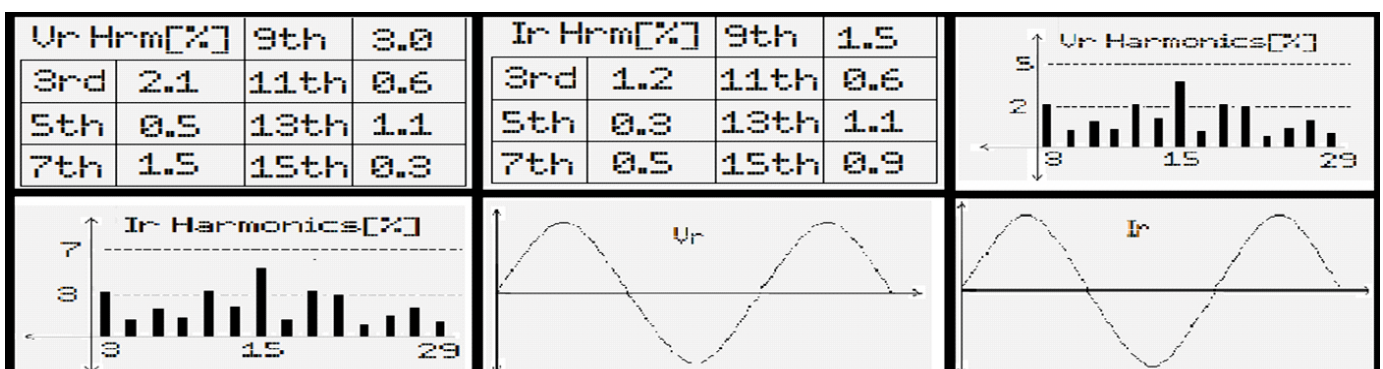 Vr Hrm[%] 9th 3.0
3rd 2.1 11th 0.6
5th 0.5 13th 1.1
7th 1.5 15th 0.3
Ir Hrm[%] 9th 1.5
3rd 1.2 11th 0.6
5th 0.3 13th 1.1
7th 0.5 15th 0.9
Vr Harmonics[%]
5
2
3 15 29
Ir Harmonics[%]
7
3
3 15 29
Vr
Ir